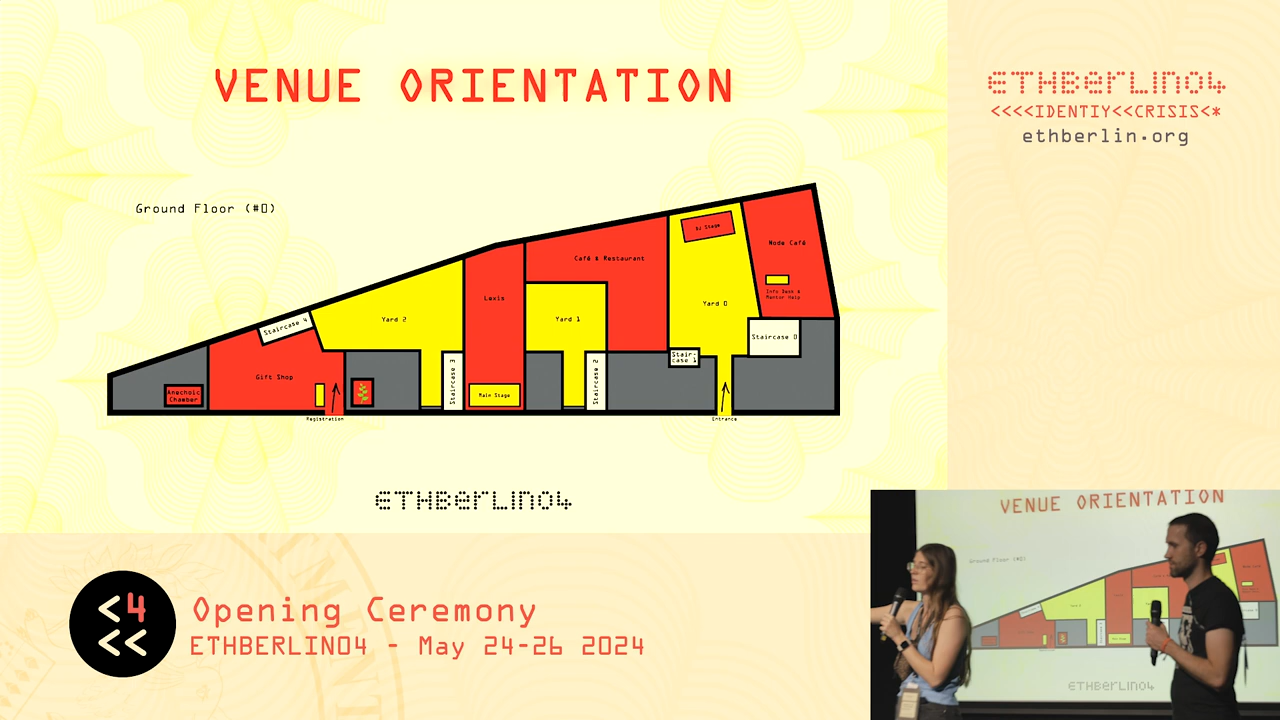 VENUE ORIENTATION
Ground Floor (#0)
DJ Stage
Node Café
Café & Restaurant
Info Desk &
Mentor Help
Lexis
Yard 0
Yard 2
Yard 1
Staircase 4
Staircase 0
Stair-
case 1
Gift Shop
Staircase 3
Staircase 2
Anechoic
Chamber
Main Stage
Registration
Entrance
ETHBerlin04
ETHBerlin04
<<<<IDENTIY<<CRISIS<*
ethberlin.org
<4
<<
Opening Ceremony
ETHBERLIN04 - May 24-26 2024
VENUE ORIENTATION
Ground Floor (#0)
ETHBerlin04